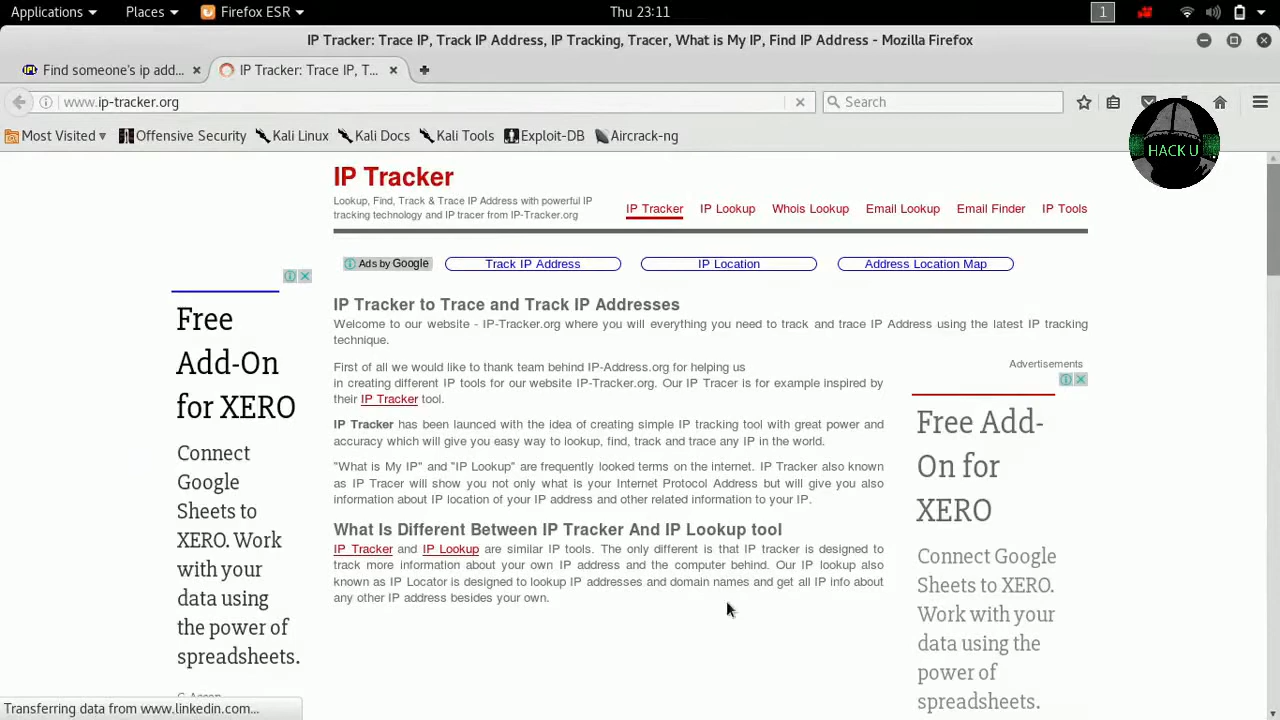 Applications Places Firefox ESR Thu 23:11 1
IP Tracker: Trace IP, Track IP Address, IP Tracking, Tracer, What is My IP, Find IP Address - Mozilla Firefox
Find someone's ip add... IP Tracker: Trace IP, T...
www.ip-tracker.org Search
Most Visited Offensive Security Kali Linux Kali Docs Kali Tools Exploit-DB Aircrack-ng
HACK U
IP Tracker
Lookup, Find, Track & Trace IP Address with powerful IP
tracking technology and IP tracer from IP-Tracker.org
IP Tracker IP Lookup Whois Lookup Email Lookup Email Finder IP Tools
Ads by Google Track IP Address IP Location Address Location Map
Free
Add-On
for XERO
Connect
Google
Sheets to
XERO. Work
with your
data using
the power of
spreadsheets.
IP Tracker to Trace and Track IP Addresses
Welcome to our website - IP-Tracker.org where you will everything you need to track and trace IP Address using the latest IP tracking
technique.
First of all we would like to thank team behind IP-Address.org for helping us
in creating different IP tools for our website IP-Tracker.org. Our IP Tracer is for example inspired by
their IP Tracker tool.
IP Tracker has been launced with the idea of creating simple IP tracking tool with great power and
accuracy which will give you easy way to lookup, find, track and trace any IP in the world.
"What is My IP" and "IP Lookup" are frequently looked terms on the internet. IP Tracker also known
as IP Tracer will show you not only what is your Internet Protocol Address but will give you also
information about IP location of your IP address and other related information to your IP.
What Is Different Between IP Tracker And IP Lookup tool
IP Tracker and IP Lookup are similar IP tools. The only different is that IP tracker is designed to
track more information about your own IP address and the computer behind. Our IP lookup also
known as IP Locator is designed to lookup IP addresses and domain names and get all IP info about
any other IP address besides your own.
Advertisements
Free Add-
On for
XERO
Connect Google
Sheets to XERO.
Work with your
data using the
power of
spreadsheets.
Transferring data from www.linkedin.com...